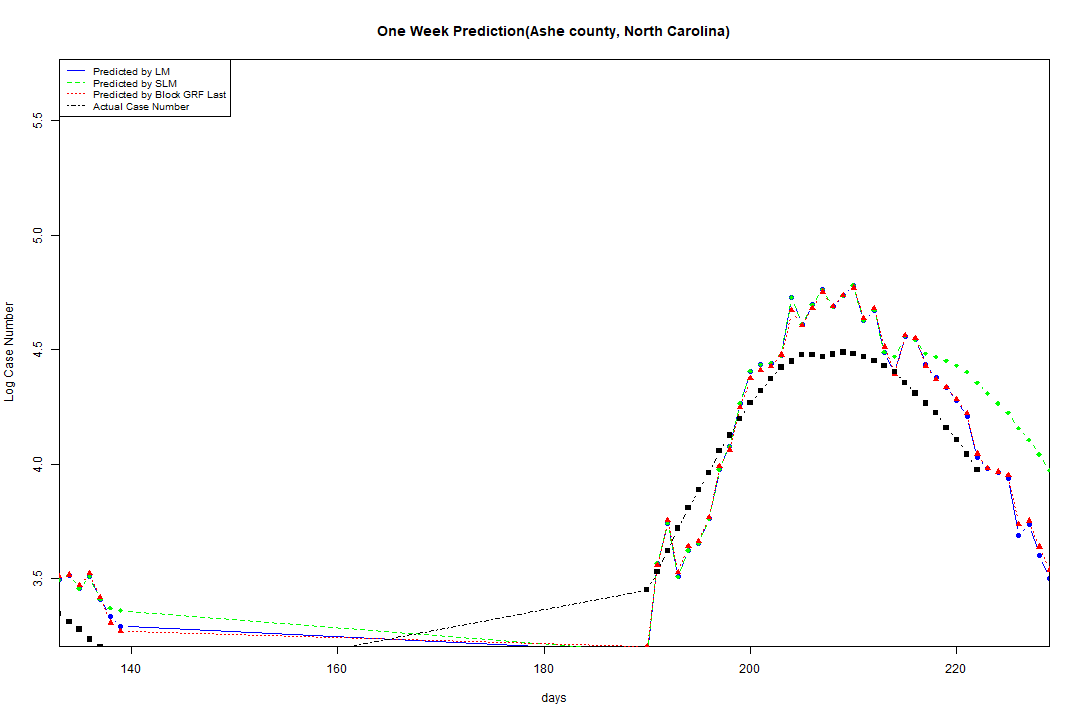 One Week Prediction(Ashe county, North Carolina)
Predicted by LM
Predicted by SLM
Predicted by Block GRF Last
Actual Case Number
5.5
5.0
4.5
4.0
3.5
Log Case Number
140 160 180 200 220
days